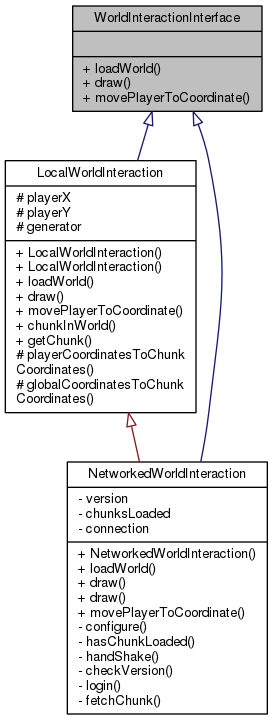 WorldInteractionInterface
+ loadWorld()
+ draw()
+ movePlayerToCoordinate()
LocalWorldInteraction
# playerX
# playerY
# generator
+ LocalWorldInteraction()
+ LocalWorldInteraction()
+ loadWorld()
+ draw()
+ movePlayerToCoordinate()
+ chunkInWorld()
+ getChunk()
# playerCoordinatesToChunk
Coordinates()
# globalCoordinatesToChunk
Coordinates()
NetworkedWorldInteraction
- version
- chunksLoaded
- connection
+ NetworkedWorldInteraction()
+ loadWorld()
+ draw()
+ draw()
+ movePlayerToCoordinate()
- configure()
- hasChunkLoaded()
- handShake()
- checkVersion()
- login()
- fetchChunk()